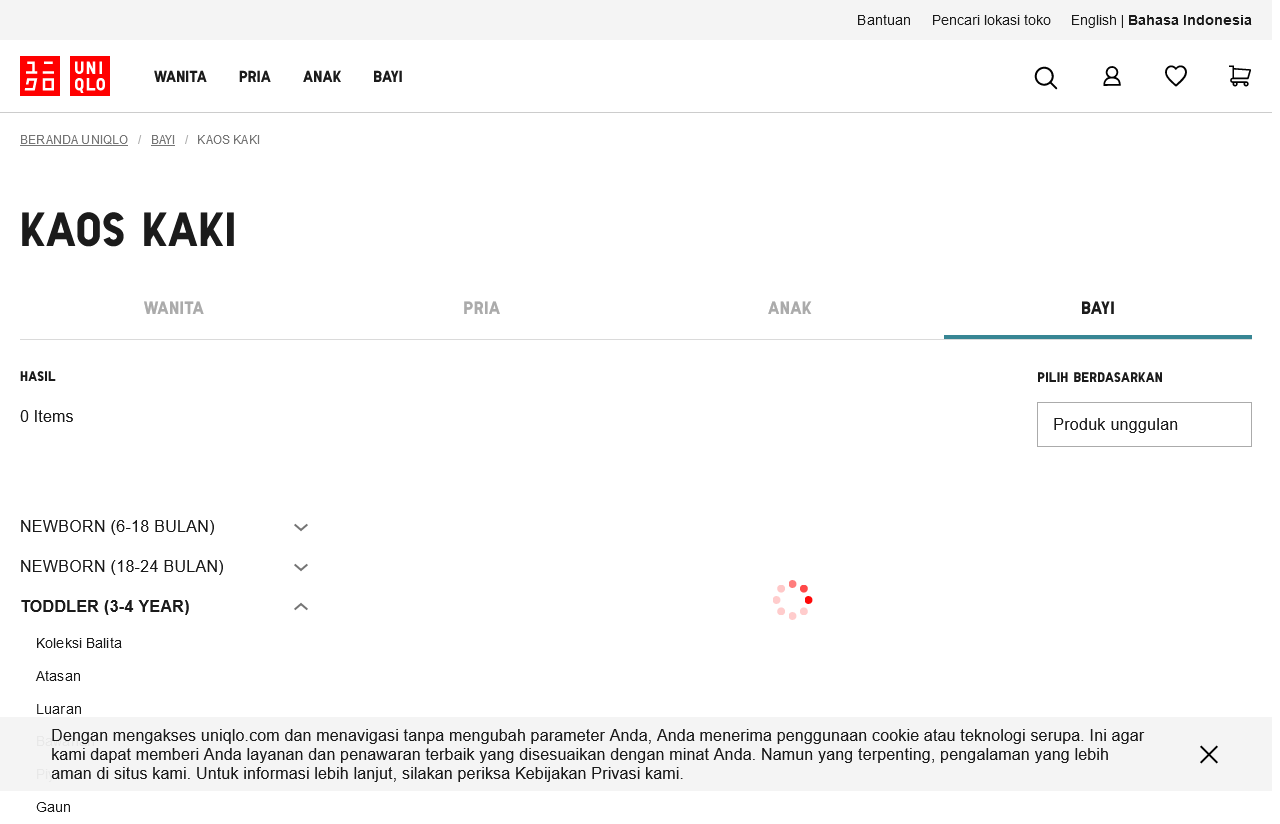 Bantuan Pencari lokasi toko English | Bahasa Indonesia
ユニクロ UNIQLO WANITA PRIA ANAK BAYI
BERANDA UNIQLO / BAYI / KAOS KAKI
KAOS KAKI
WANITA PRIA ANAK BAYI
HASIL
PILIH BERDASARKAN
0 Items
Produk unggulan
NEWBORN (6-18 BULAN)
NEWBORN (18-24 BULAN)
TODDLER (3-4 YEAR)
Koleksi Balita
Atasan
Luaran
Dengan mengakses uniqlo.com dan menavigasi tanpa mengubah parameter Anda, Anda menerima penggunaan cookie atau teknologi serupa. Ini agar
kami dapat memberi Anda layanan dan penawaran terbaik yang disesuaikan dengan minat Anda. Namun yang terpenting, pengalaman yang lebih
aman di situs kami. Untuk informasi lebih lanjut, silakan periksa Kebijakan Privasi kami.
Gaun